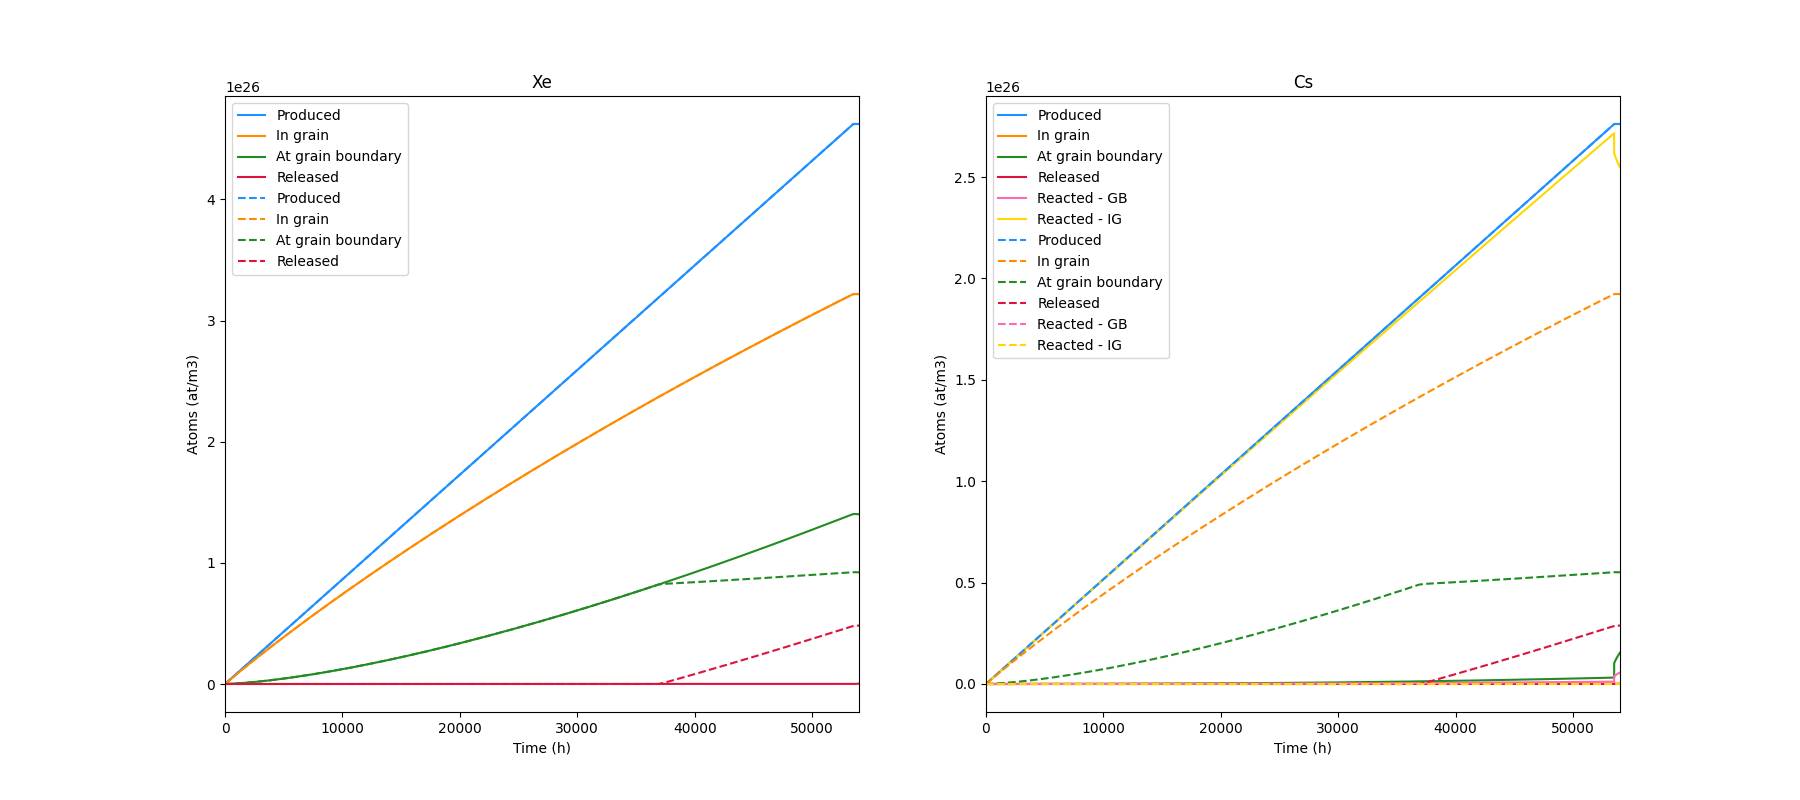 Xe
1e26
Produced
In grain
At grain boundary
Released
Produced
In grain
At grain boundary
Released
4
3
2
1
0
Atoms (at/m3)
0 10000 20000 30000 40000 50000
Time (h)
Cs
1e26
Produced
In grain
At grain boundary
Released
Reacted - GB
Reacted - IG
Produced
In grain
At grain boundary
Released
Reacted - GB
Reacted - IG
2.5
2.0
1.5
1.0
0.5
0.0
Atoms (at/m3)
0 10000 20000 30000 40000 50000
Time (h)